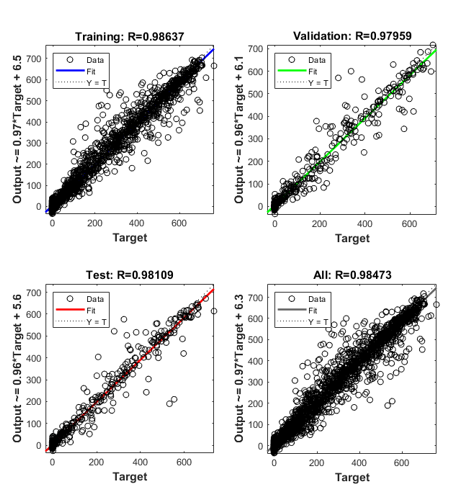 Training: R=0.98637
Output ~= 0.97*Target + 6.5
700
600
500
400
300
200
100
0
Data
Fit
Y = T
0 200 400 600
Target
Validation: R=0.97959
Output ~= 0.96*Target + 6.1
700
600
500
400
300
200
100
0
Data
Fit
Y = T
0 200 400 600
Target
Test: R=0.98109
Output ~= 0.96*Target + 5.6
700
600
500
400
300
200
100
0
Data
Fit
Y = T
0 200 400 600
Target
All: R=0.98473
Output ~= 0.97*Target + 6.3
700
600
500
400
300
200
100
0
Data
Fit
Y = T
0 200 400 600
Target